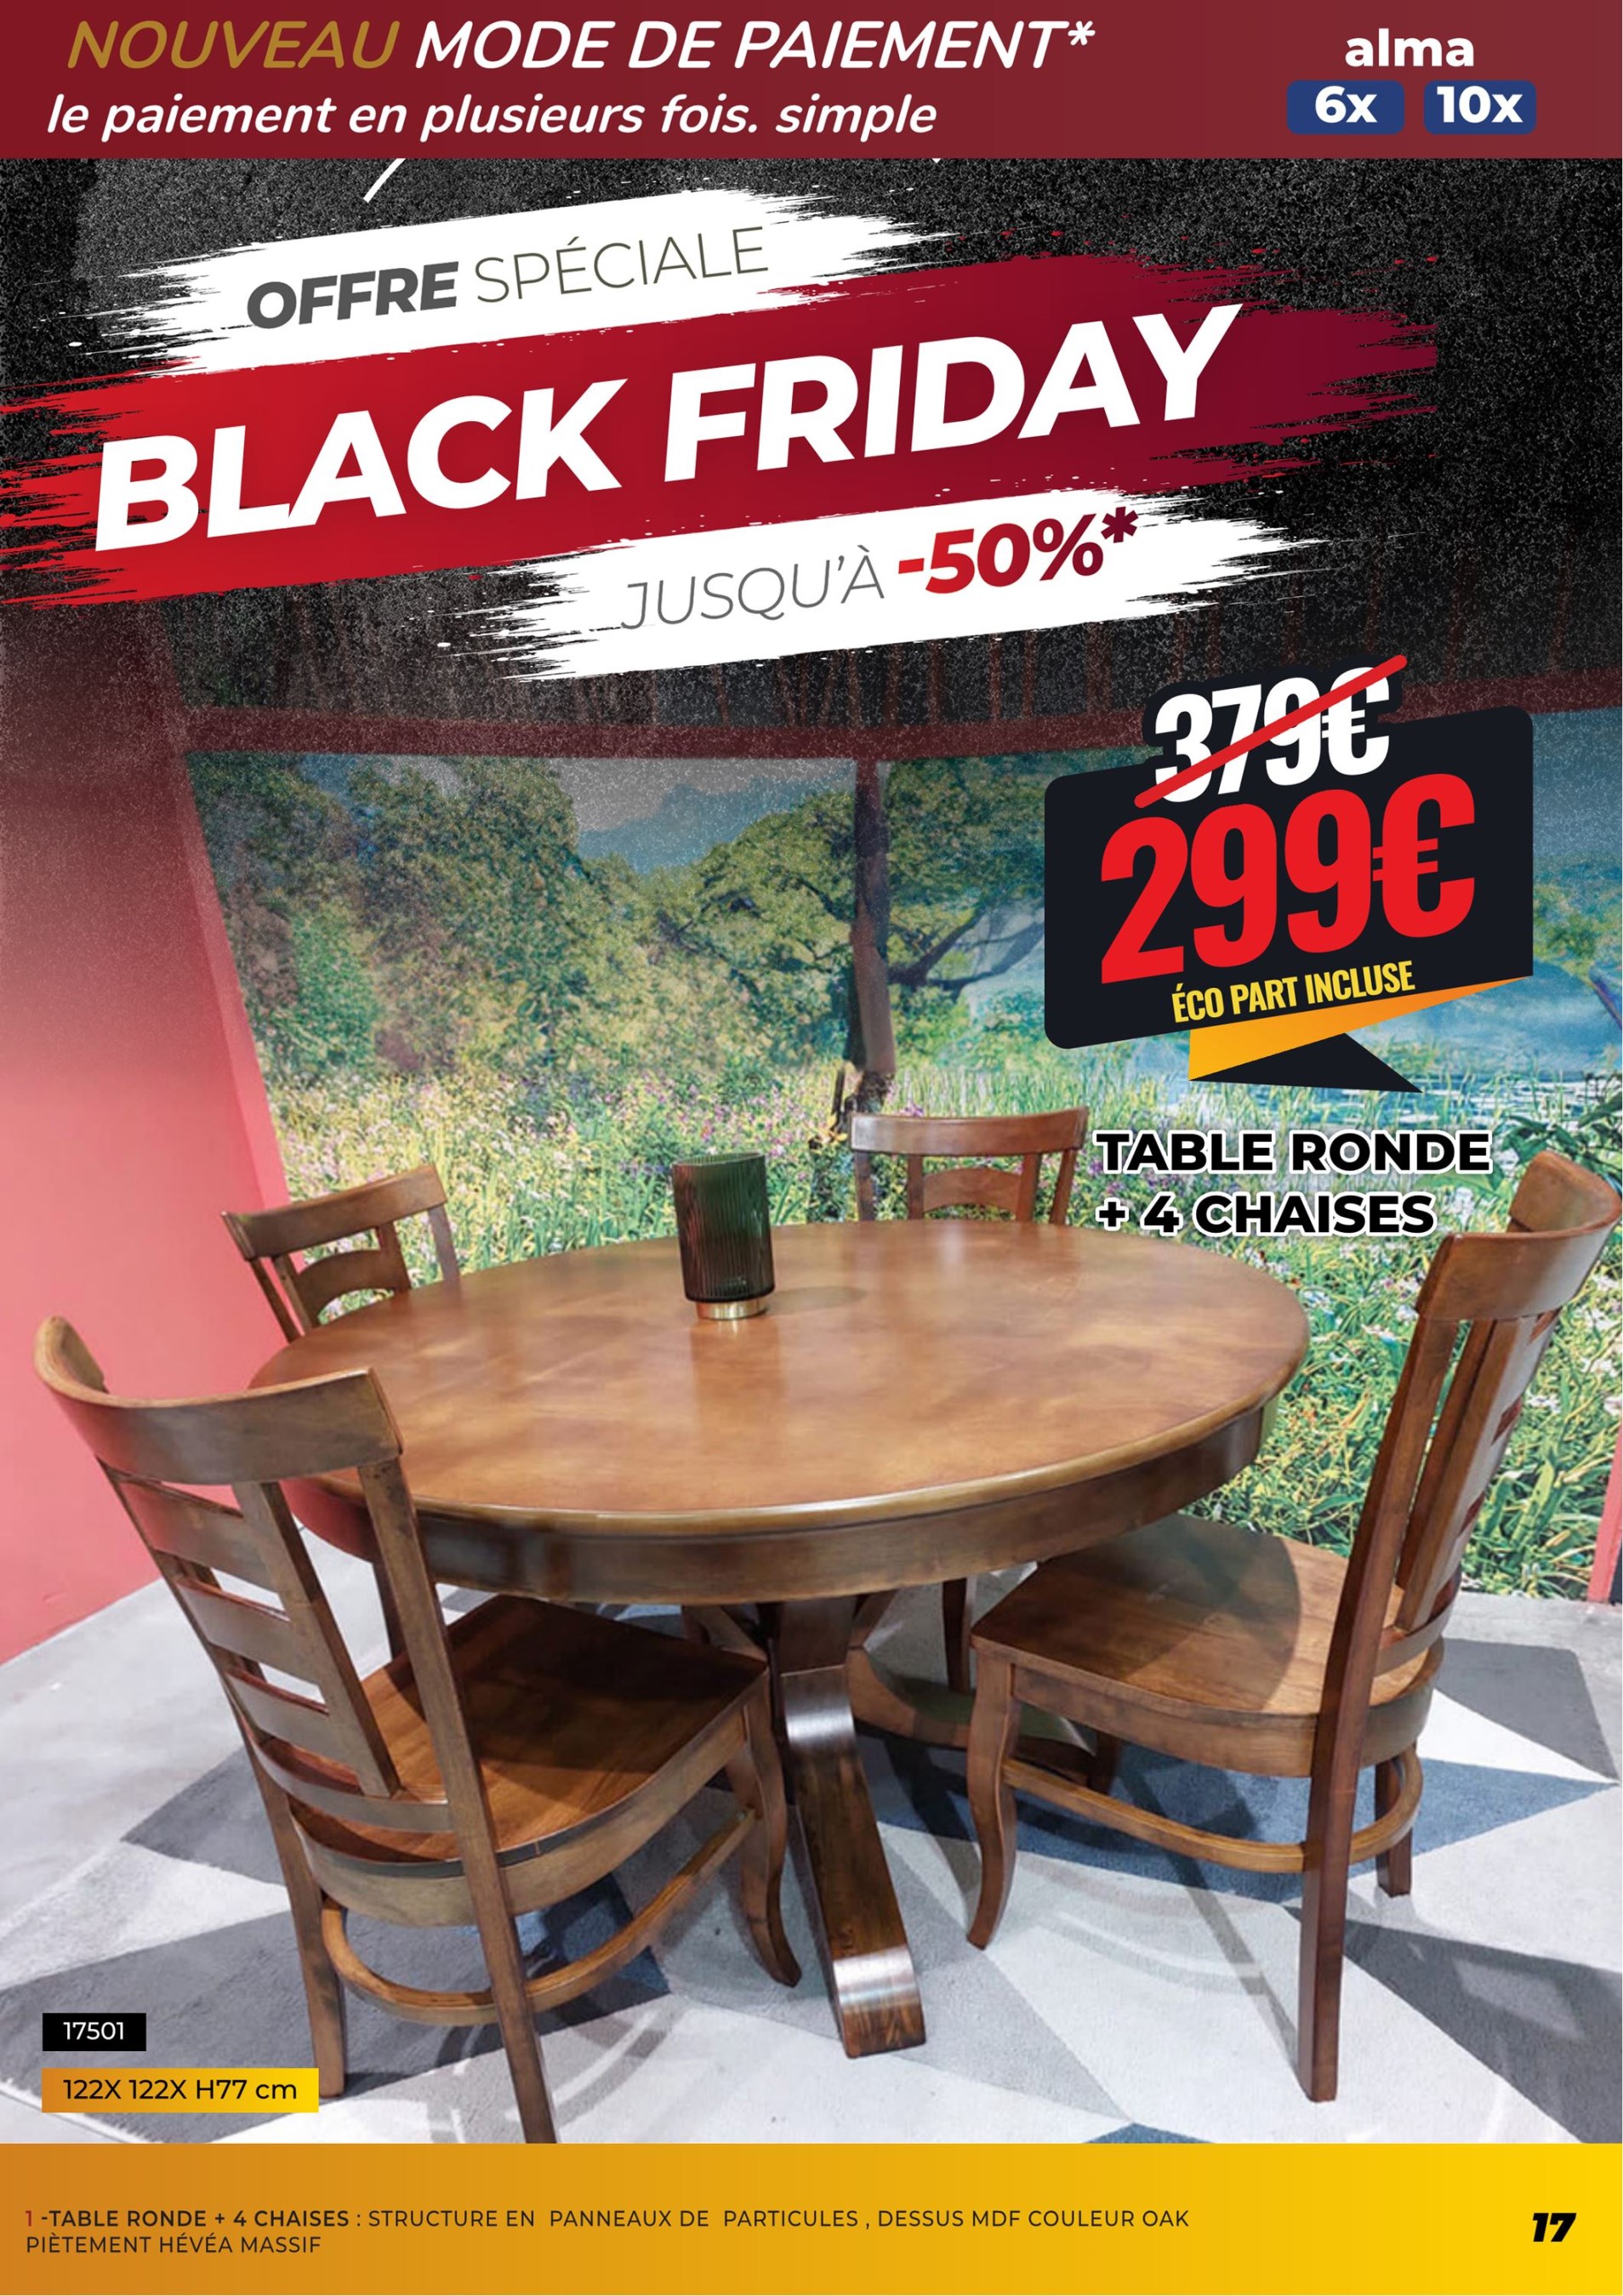 NOUVEAU MODE DE PAIEMENT*
le paiement en plusieurs fois. simple
alma
6x 10x
OFFRE SPÉCIALE
BLACK FRIDAY
JUSQU'À -50%*
379€
299€
ÉCO PART INCLUSE
TABLE RONDE
+ 4 CHAISES
17501
122X 122X H77 cm
1 -TABLE RONDE + 4 CHAISES : STRUCTURE EN PANNEAUX DE PARTICULES , DESSUS MDF COULEUR OAK
PIÈTEMENT HÉVÉA MASSIF
17